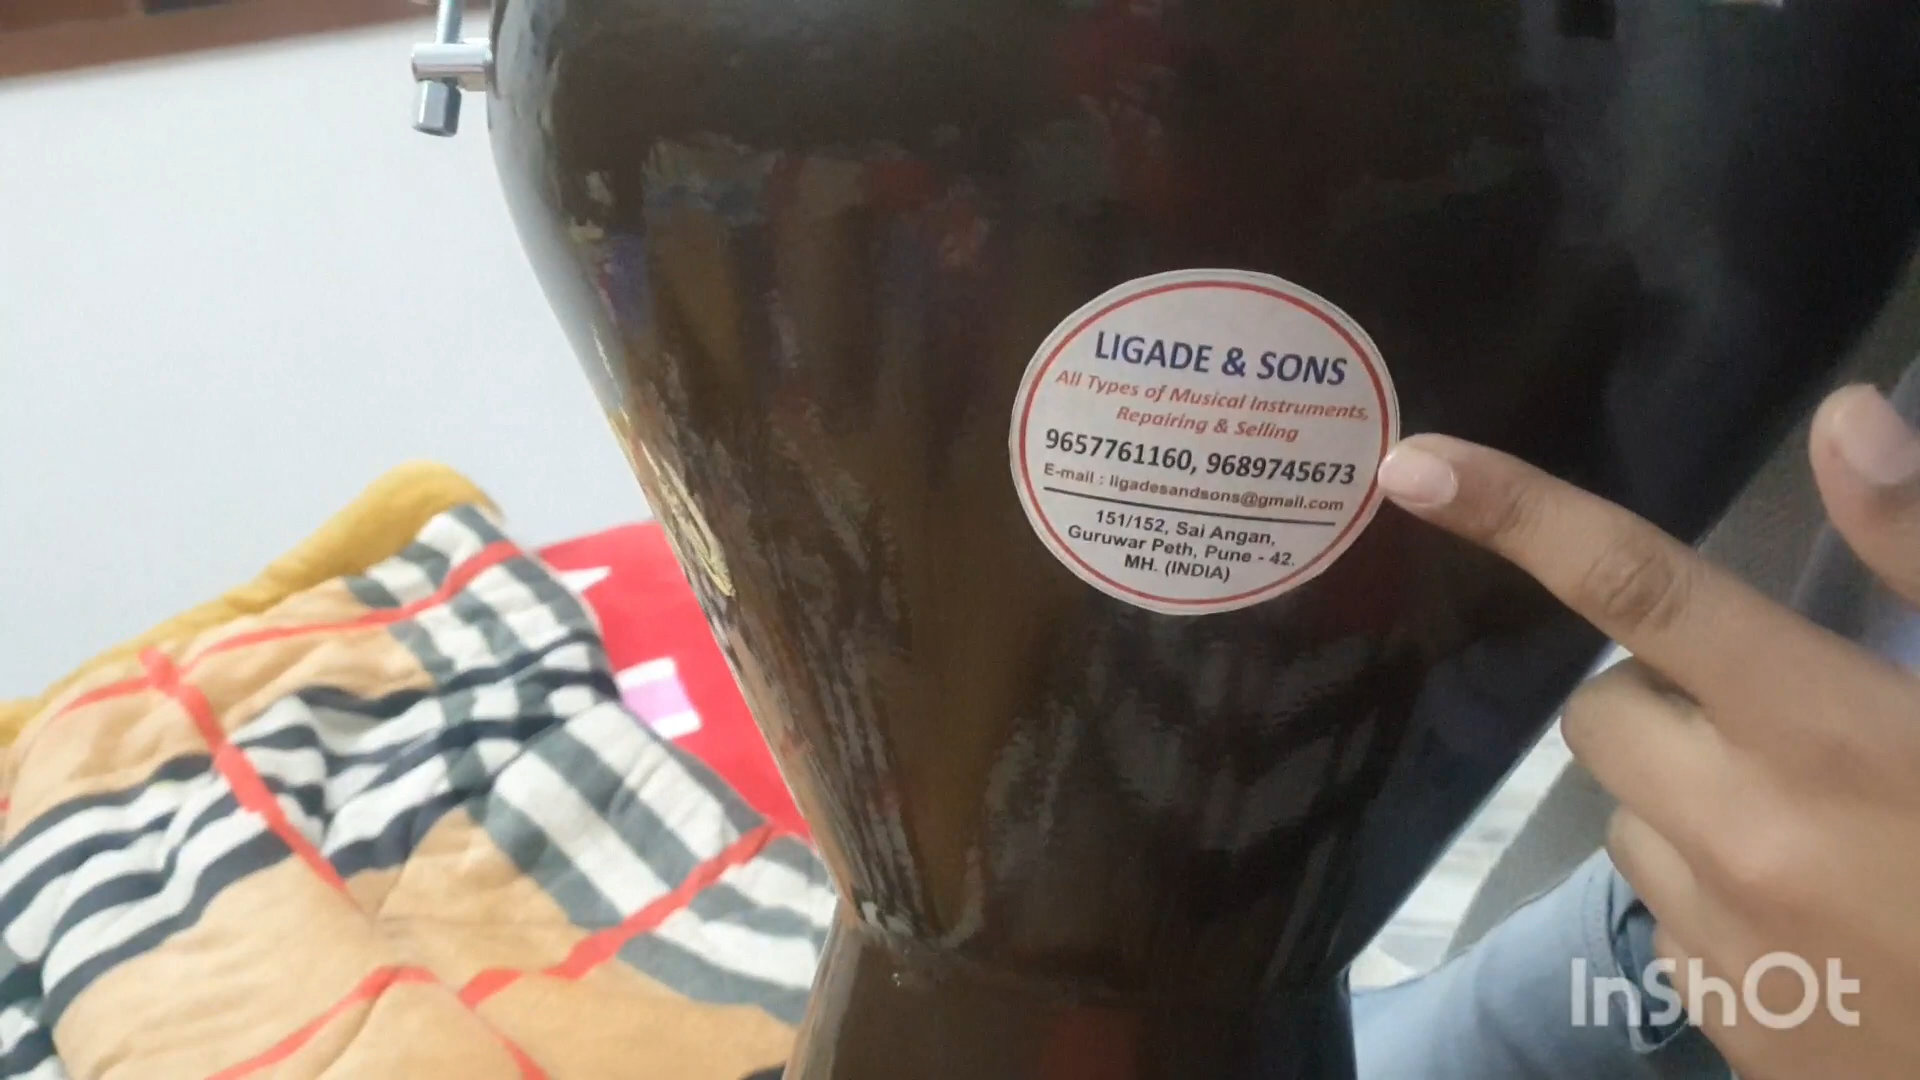 LIGADE & SONS
All Types of Musical Instruments,
Repairing & Selling
9657761160, 9689745673
E-mail : ligadesandsons@gmail.com
151/152, Sai Angan,
Guruwar Peth, Pune - 42.
MH. (INDIA)
InShOt